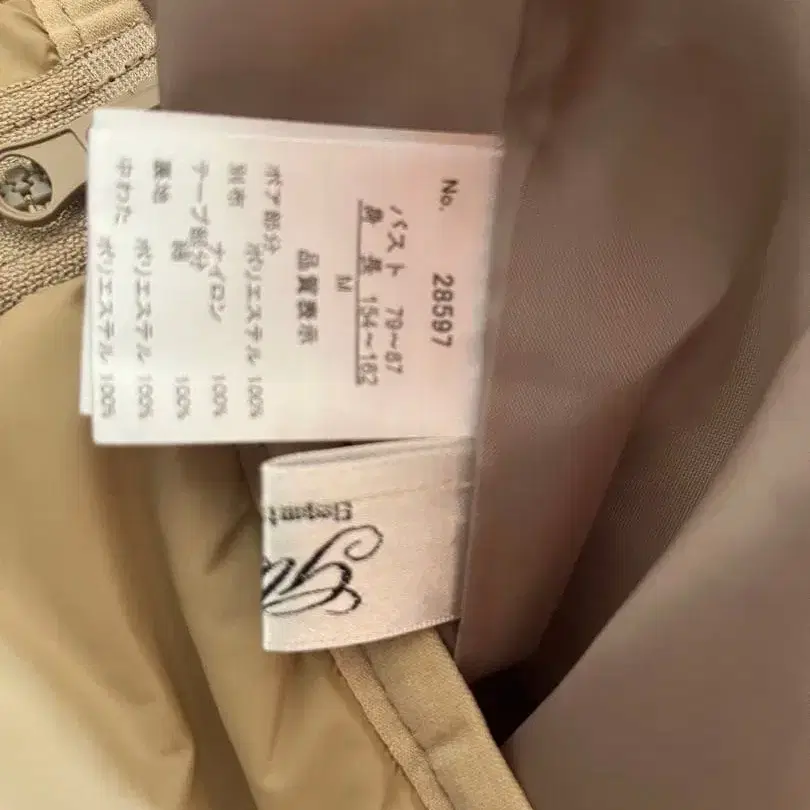 No. 28597
バスト 79～87
身長 154～162
M
品質表示
ボア部分
ポリエステル 100%
別布
ナイロン 100%
テープ部分
綿 100%
裏地
ポリエステル 100%
中わた
ポリエステル 100%
Elegant